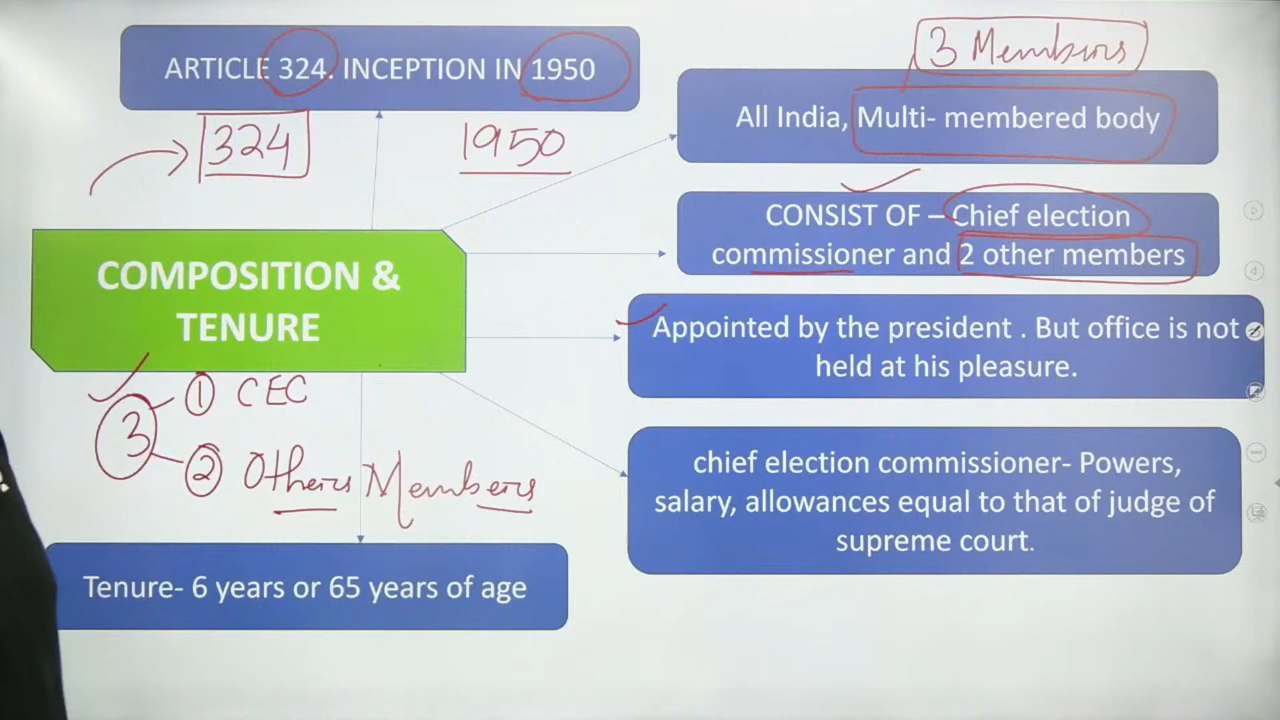 ARTICLE 324. INCEPTION IN 1950
3 Members
All India, Multi- membered body
324
1950
CONSIST OF – Chief election
commissioner and 2 other members
COMPOSITION &
TENURE
Appointed by the president . But office is not
held at his pleasure.
3
1 CEC
2 Others Members
chief election commissioner- Powers,
salary, allowances equal to that of judge of
supreme court.
Tenure- 6 years or 65 years of age